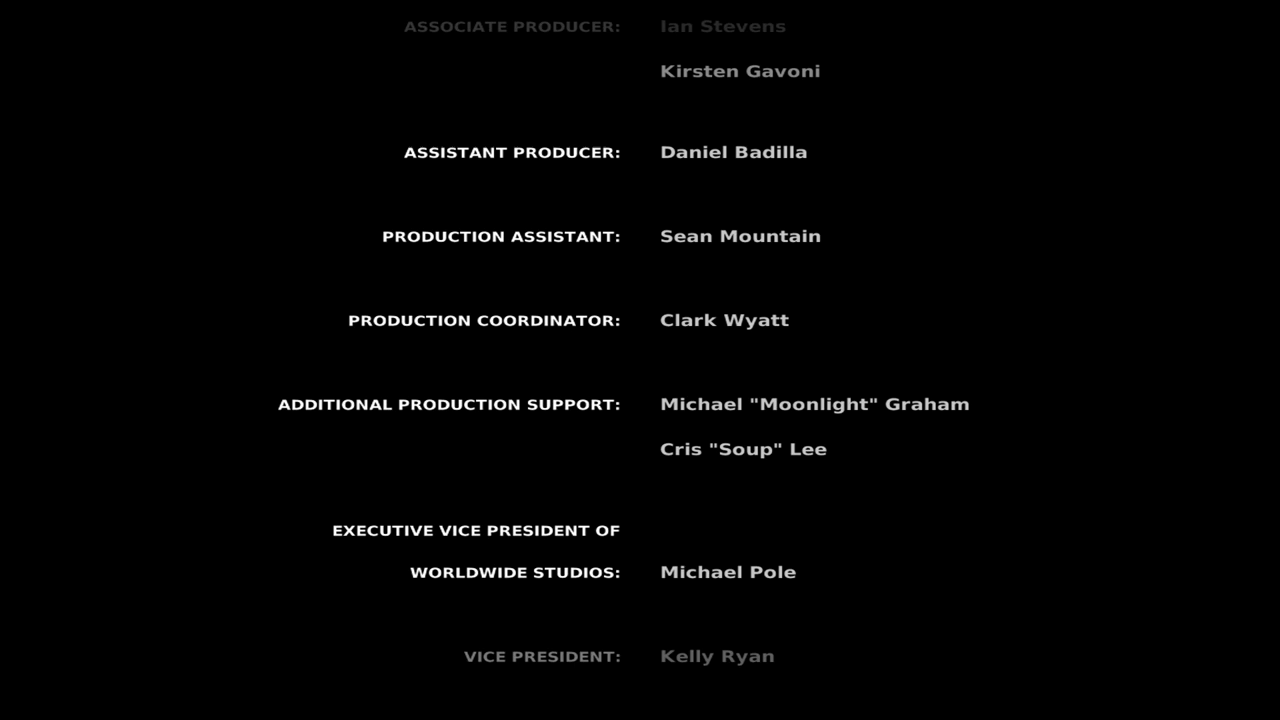 ASSOCIATE PRODUCER: Ian Stevens
Kirsten Gavoni
ASSISTANT PRODUCER: Daniel Badilla
PRODUCTION ASSISTANT: Sean Mountain
PRODUCTION COORDINATOR: Clark Wyatt
ADDITIONAL PRODUCTION SUPPORT: Michael "Moonlight" Graham
Cris "Soup" Lee
EXECUTIVE VICE PRESIDENT OF
WORLDWIDE STUDIOS: Michael Pole
VICE PRESIDENT: Kelly Ryan